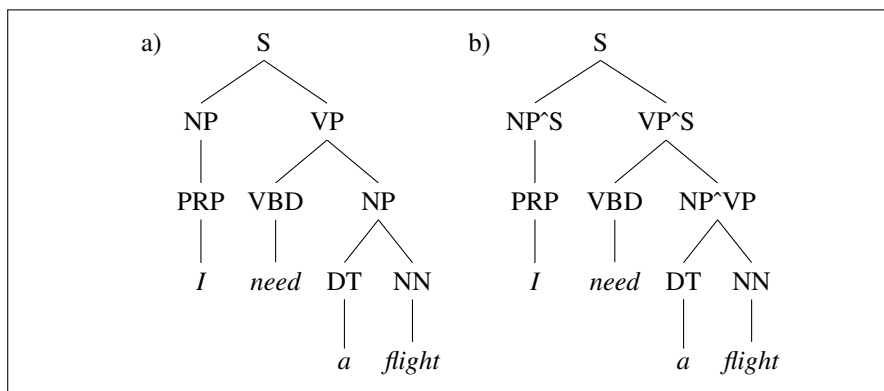 a) S b) S
NP VP NP^S VP^S
PRP VBD NP PRP VBD NP^VP
I need DT NN I need DT NN
a flight a flight